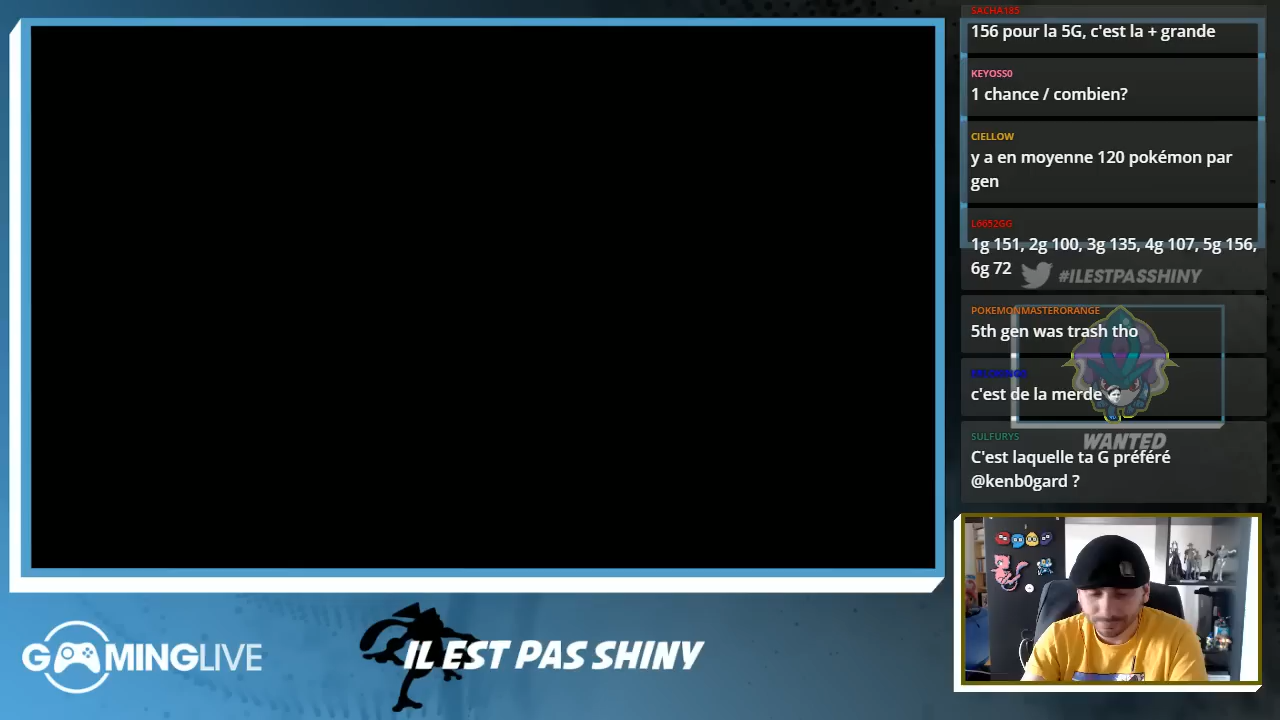 SACHA185
156 pour la 5G, c'est la + grande
KEYOSS0
1 chance / combien?
CIELLOW
y a en moyenne 120 pokémon par
gen
L6652GG
1g 151, 2g 100, 3g 135, 4g 107, 5g 156,
6g 72
#ILESTPASSHINY
POKEMONMASTERORANGE
5th gen was trash tho
c'est de la merde
WANTED
SULFURYS
C'est laquelle ta G préféré
@kenb0gard ?
GAMINGLIVE
IL EST PAS SHINY